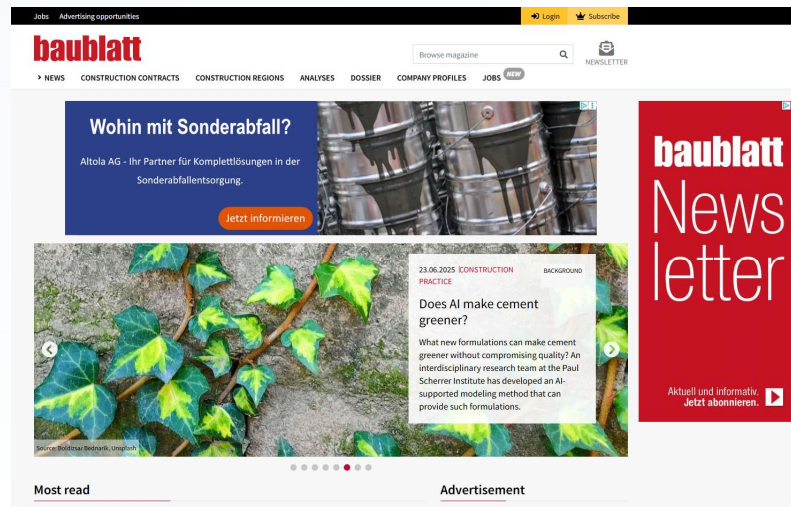 Jobs Advertising opportunities
Login Subscribe
baublatt
Browse magazine
NEWSLETTER
NEWS CONSTRUCTION CONTRACTS CONSTRUCTION REGIONS ANALYSES DOSSIER COMPANY PROFILES JOBS NEW
Wohin mit Sonderabfall?
Altola AG - Ihr Partner für Komplettlösungen in der
Sonderabfallentsorgung.
Jetzt informieren
baublatt
News
letter
Aktuell und informativ.
Jetzt abonnieren.
23.06.2025 |CONSTRUCTION
PRACTICE
BACKGROUND
Does AI make cement
greener?
What new formulations can make cement
greener without compromising quality? An
interdisciplinary research team at the Paul
Scherrer Institute has developed an AI-
supported modeling method that can
provide such formulations.
Source: Boldizsar Bednarik, Unsplash
Most read
Advertisement